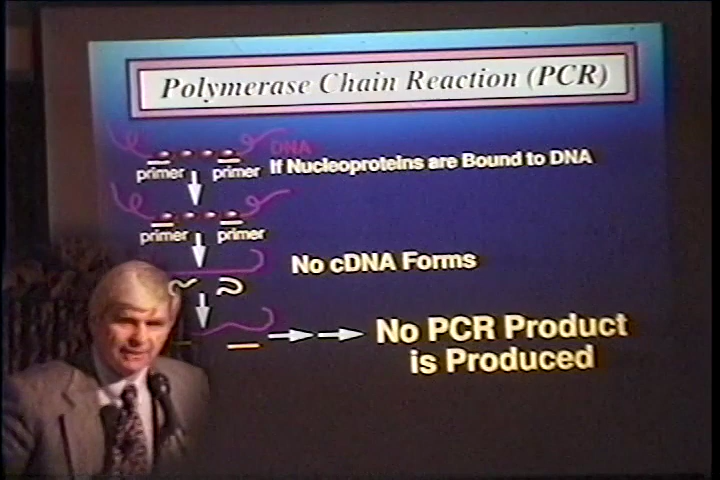 Polymerase Chain Reaction (PCR)
DNA
primer primer If Nucleoproteins are Bound to DNA
primer primer
No cDNA Forms
No PCR Product
is Produced